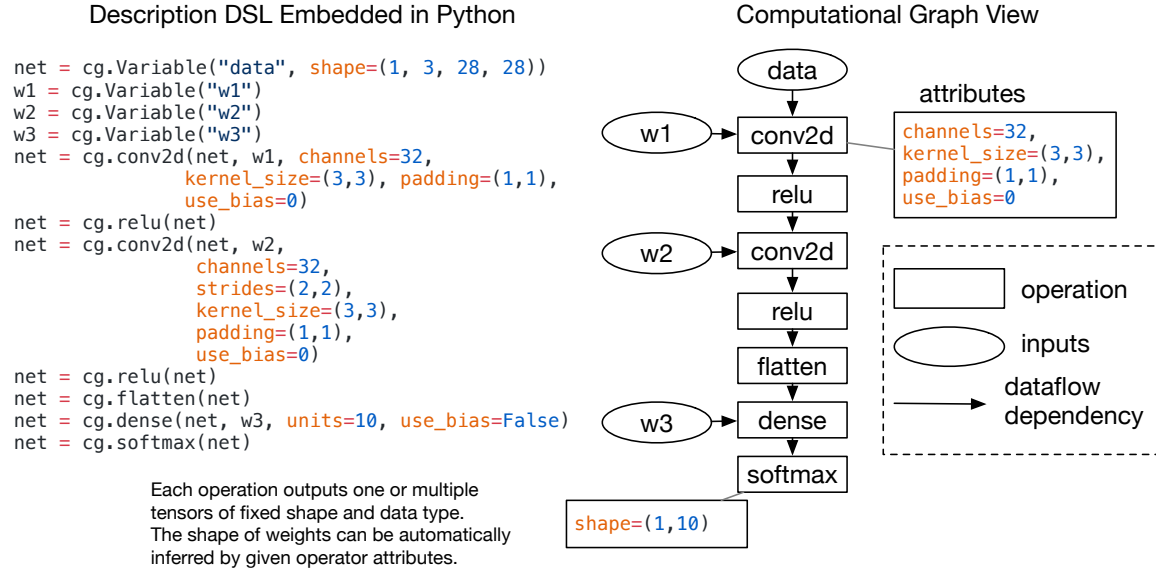 Description DSL Embedded in Python
net = cg.Variable("data", shape=(1, 3, 28, 28))
w1 = cg.Variable("w1")
w2 = cg.Variable("w2")
w3 = cg.Variable("w3")
net = cg.conv2d(net, w1, channels=32,
kernel_size=(3,3), padding=(1,1),
use_bias=0)
net = cg.relu(net)
net = cg.conv2d(net, w2,
channels=32,
strides=(2,2),
kernel_size=(3,3),
padding=(1,1),
use_bias=0)
net = cg.relu(net)
net = cg.flatten(net)
net = cg.dense(net, w3, units=10, use_bias=False)
net = cg.softmax(net)
Each operation outputs one or multiple
tensors of fixed shape and data type.
The shape of weights can be automatically
inferred by given operator attributes.
Computational Graph View
data
w1
conv2d
relu
w2
conv2d
relu
flatten
w3
dense
softmax
shape=(1,10)
attributes
channels=32,
kernel_size=(3,3),
padding=(1,1),
use_bias=0
operation
inputs
dataflow
dependency